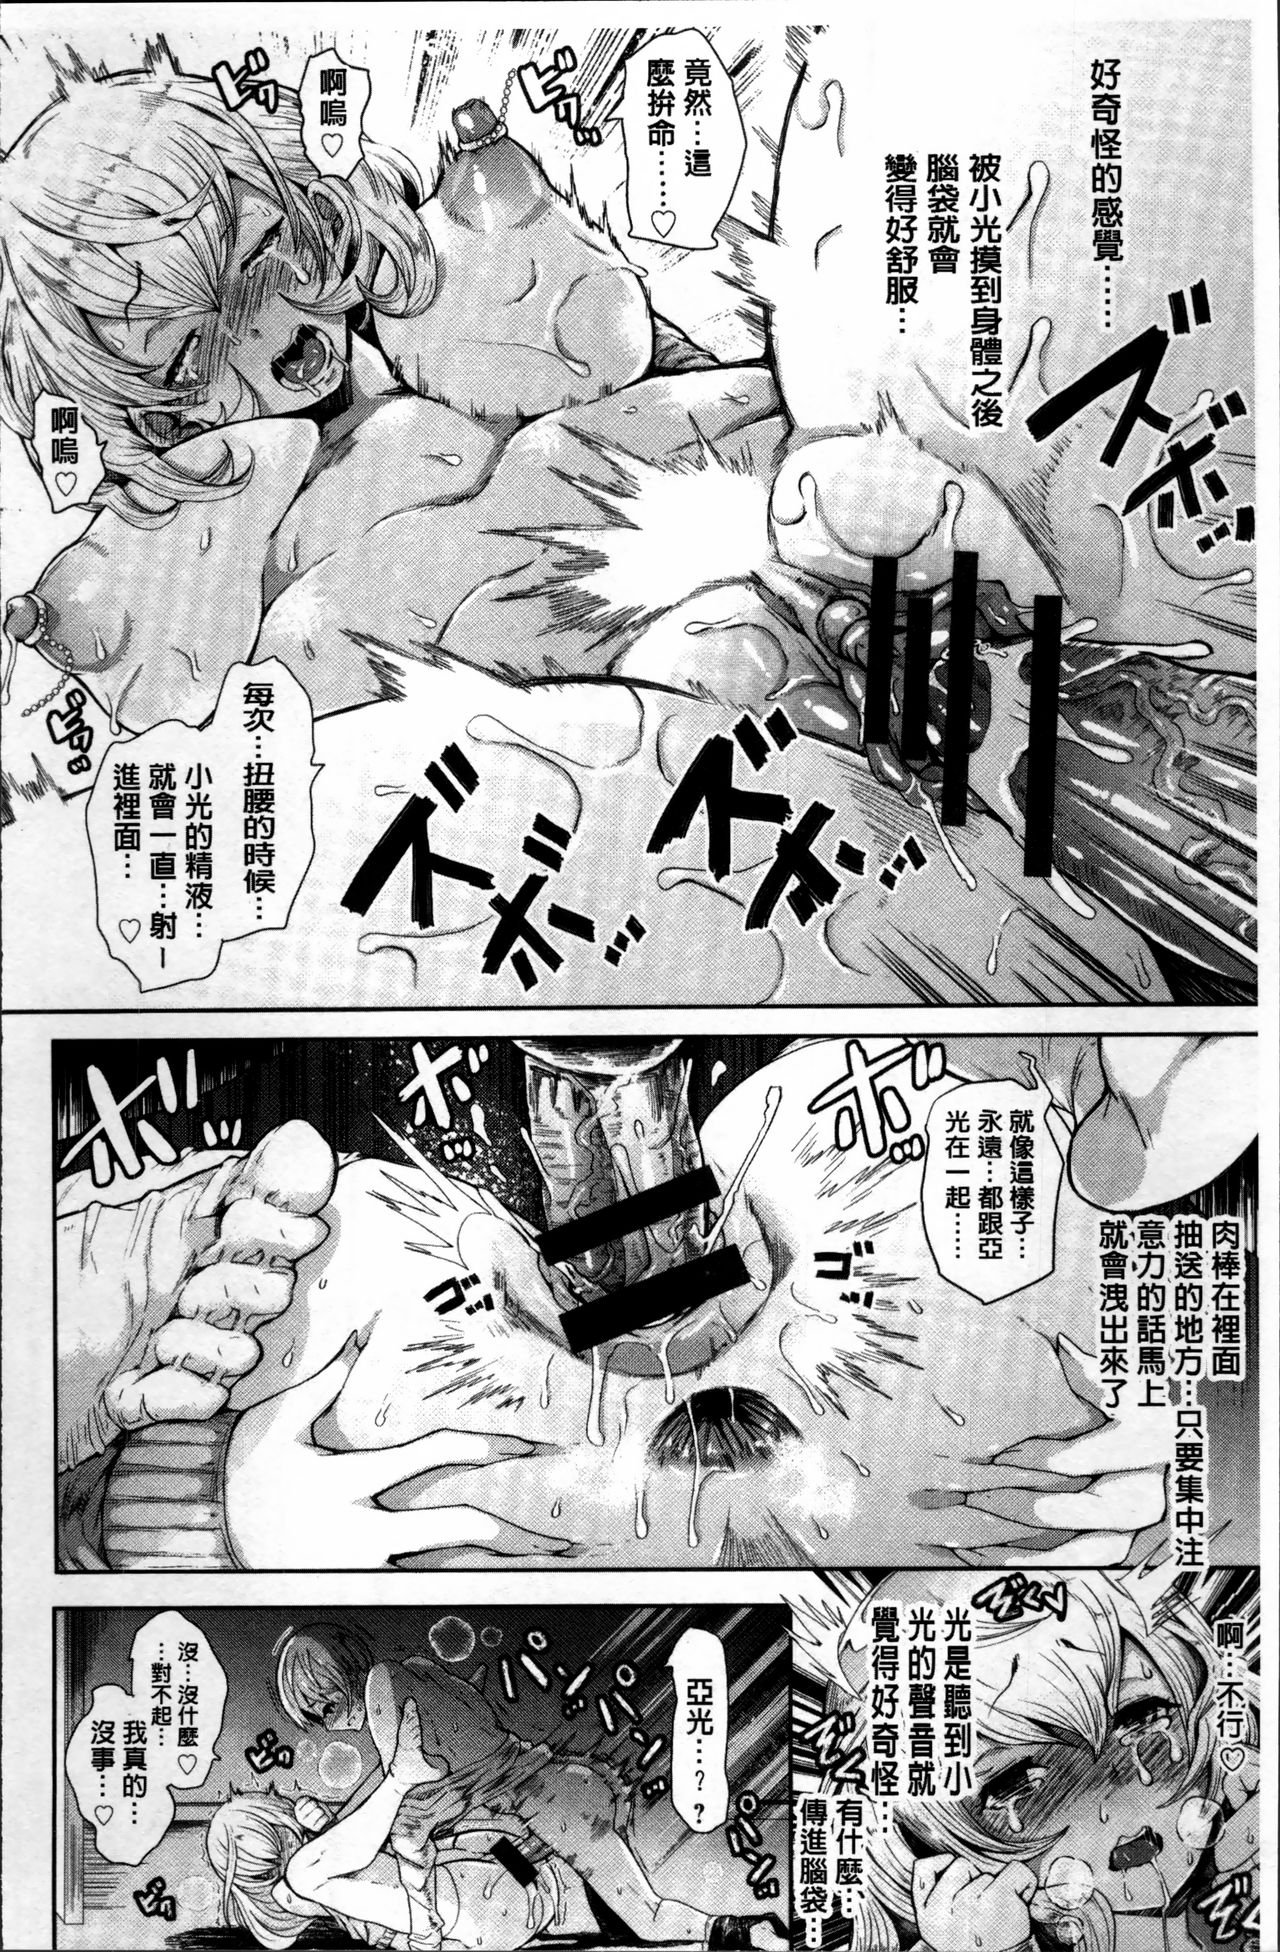 好奇怪的感覺……
被小光摸到身體之後
腦袋就會
變得好舒服…
竟然…這
麼拚命……♡
啊嗚♡
啊嗚♡
ビクッ
ビクッ
ズボッ
ズボッ
ズボッ
每次…扭腰的時候…
小光的精液…
就會一直…射ー
進裡面…♡
就像這樣子…
永遠…都跟亞
光在一起……
肉棒在裡面
抽送的地方…只要集中注
意力的話馬上
就會洩出來了
ボッ
ボッ
ゴッ
ゴッ
啊…不行♡
光是聽到小
光的聲音就
覺得好奇怪…
有什麼…
傳進腦袋…
亞光…？？
沒…沒什麼♡
…對不起…
我真的…
沒事…♡